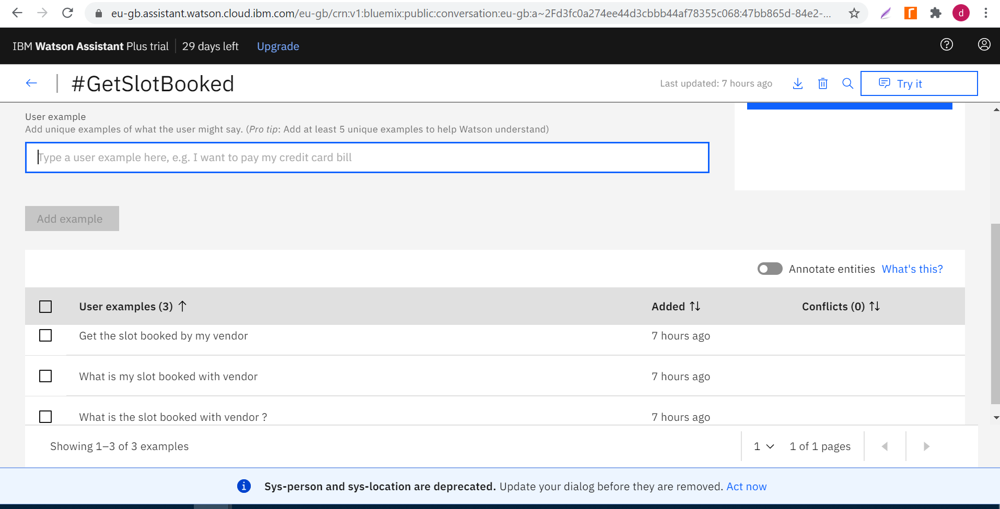 eu-gb.assistant.watson.cloud.ibm.com/eu-gb/crn:v1:bluemix:public:conversation:eu-gb:a~2Fd3fc0a274ee44d3cbbb44af78355c068:47bb865d-84e2-...
d
IBM Watson Assistant Plus trial 29 days left Upgrade
#GetSlotBooked
Last updated: 7 hours ago
Try it
User example
Add unique examples of what the user might say. (Pro tip: Add at least 5 unique examples to help Watson understand)
Type a user example here, e.g. I want to pay my credit card bill
Add example
Annotate entities What's this?
User examples (3) Added Conflicts (0)
Get the slot booked by my vendor 7 hours ago
What is my slot booked with vendor 7 hours ago
What is the slot booked with vendor ? 7 hours ago
Showing 1–3 of 3 examples 1 1 of 1 pages
Sys-person and sys-location are deprecated. Update your dialog before they are removed. Act now